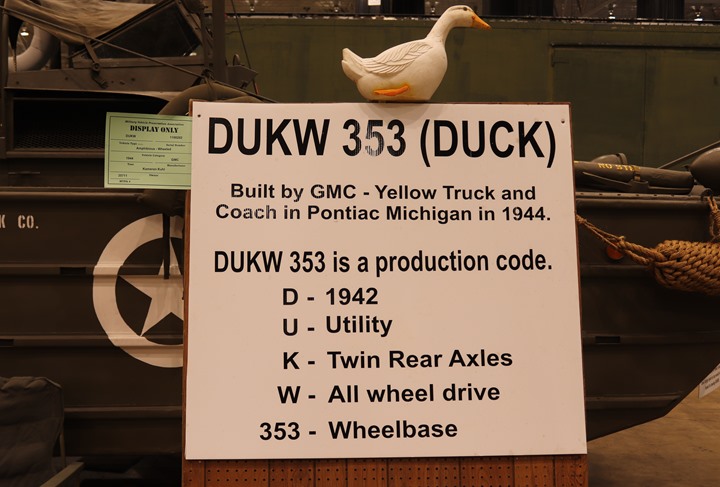 DUKW 353 (DUCK)
Built by GMC - Yellow Truck and
Coach in Pontiac Michigan in 1944.
DUKW 353 is a production code.
D - 1942
U - Utility
K - Twin Rear Axles
W - All wheel drive
353 - Wheelbase
DISPLAY ONLY
K CO.